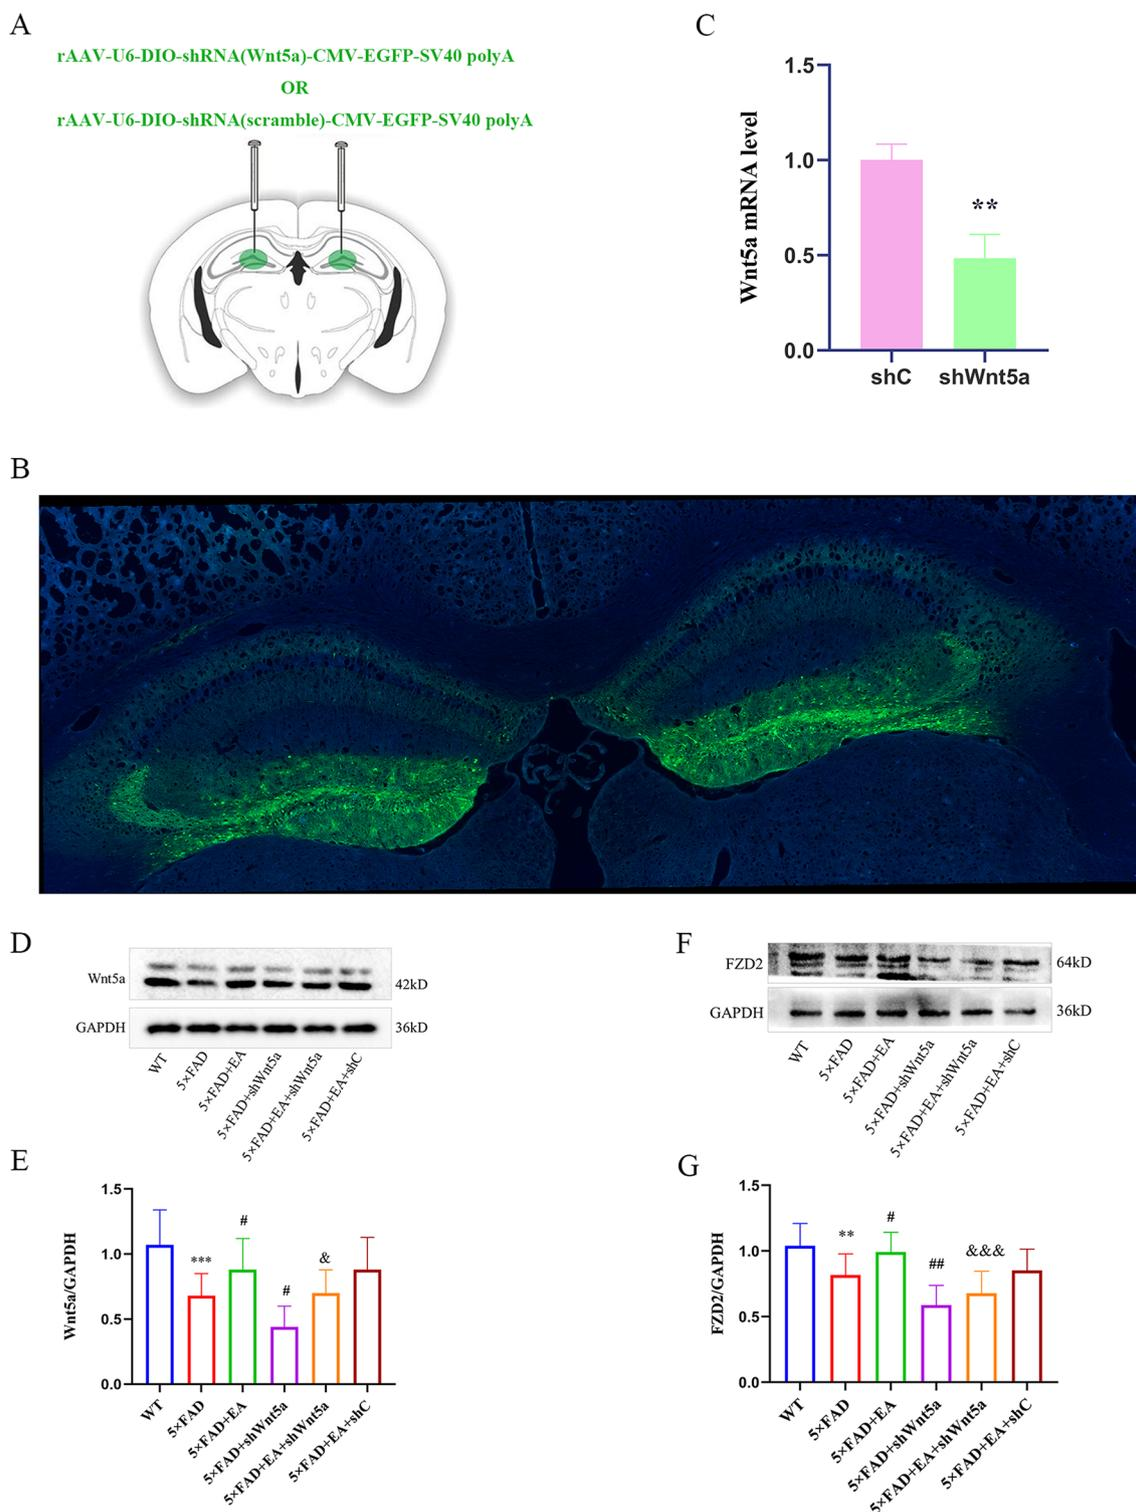 A
rAAV-U6-DIO-shRNA(Wnt5a)-CMV-EGFP-SV40 polyA
OR
rAAV-U6-DIO-shRNA(scramble)-CMV-EGFP-SV40 polyA
C
Wnt5a mRNA level
1.5
1.0
0.5
0.0
**
shC
shWnt5a
B
D
Wnt5a
42kD
GAPDH
36kD
WT
5×FAD
5×FAD+EA
5×FAD+shWnt5a
5×FAD+EA+shWnt5a
5×FAD+EA+shC
F
FZD2
64kD
GAPDH
36kD
WT
5×FAD
5×FAD+EA
5×FAD+shWnt5a
5×FAD+EA+shWnt5a
5×FAD+EA+shC
E
Wnt5a/GAPDH
1.5
1.0
0.5
0.0
***
#
#
&
WT
5×FAD
5×FAD+EA
5×FAD+shWnt5a
5×FAD+EA+shWnt5a
5×FAD+EA+shC
G
FZD2/GAPDH
1.5
1.0
0.5
0.0
**
#
##
&&&
WT
5×FAD
5×FAD+EA
5×FAD+shWnt5a
5×FAD+EA+shWnt5a
5×FAD+EA+shC